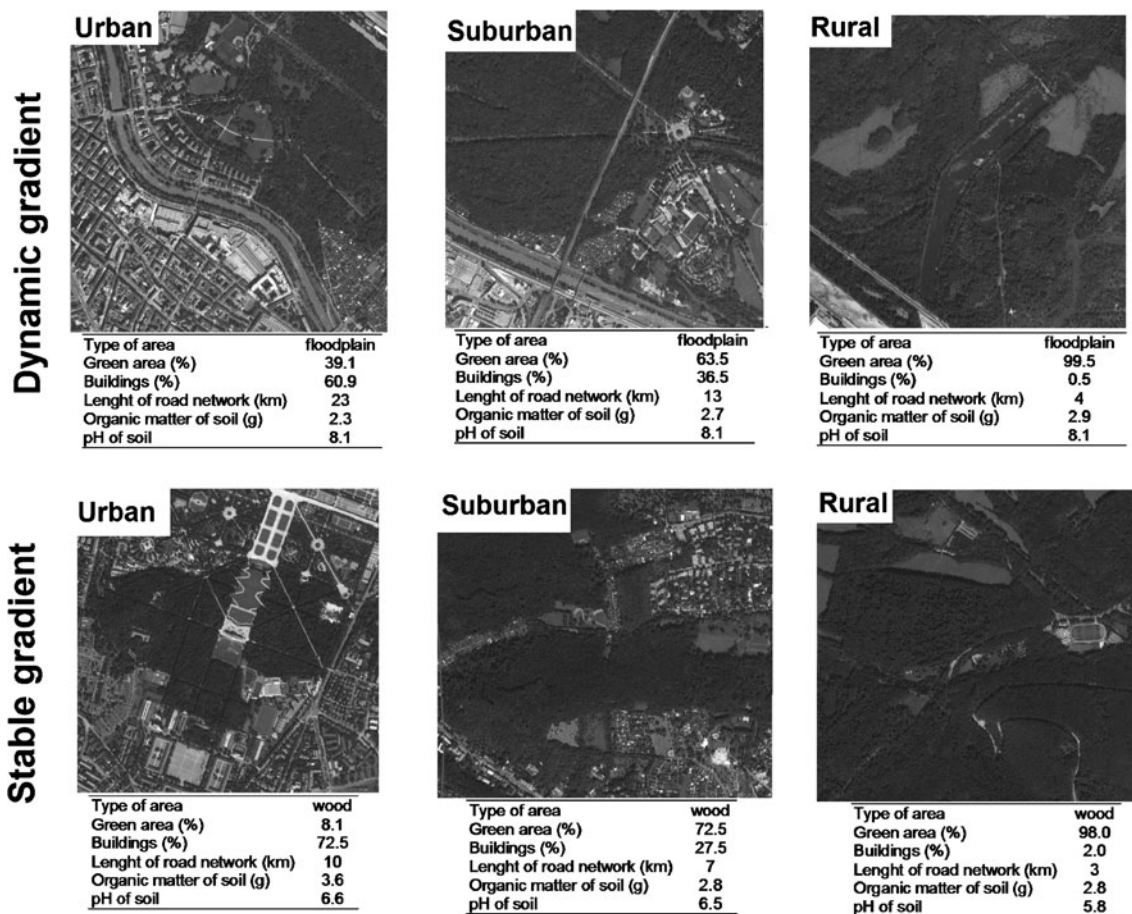 Dynamic gradient
Urban
Type of area floodplain
Green area (%) 39.1
Buildings (%) 60.9
Lenght of road network (km) 23
Organic matter of soil (g) 2.3
pH of soil 8.1
Suburban
Type of area floodplain
Green area (%) 63.5
Buildings (%) 36.5
Lenght of road network (km) 13
Organic matter of soil (g) 2.7
pH of soil 8.1
Rural
Type of area floodplain
Green area (%) 99.5
Buildings (%) 0.5
Lenght of road network (km) 4
Organic matter of soil (g) 2.9
pH of soil 8.1
Stable gradient
Urban
Type of area wood
Green area (%) 8.1
Buildings (%) 72.5
Lenght of road network (km) 10
Organic matter of soil (g) 3.6
pH of soil 6.6
Suburban
Type of area wood
Green area (%) 72.5
Buildings (%) 27.5
Lenght of road network (km) 7
Organic matter of soil (g) 2.8
pH of soil 6.5
Rural
Type of area wood
Green area (%) 98.0
Buildings (%) 2.0
Lenght of road network (km) 3
Organic matter of soil (g) 2.8
pH of soil 5.8